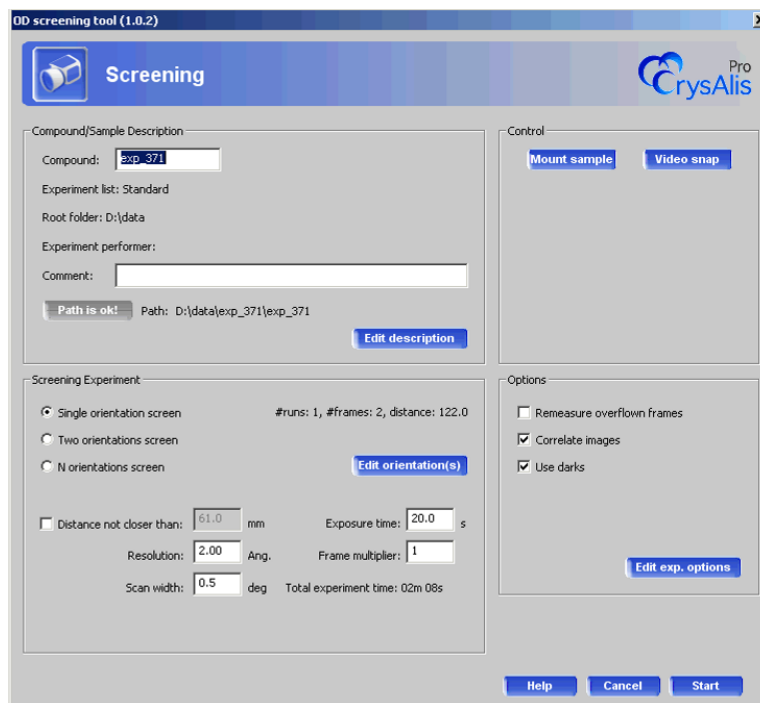 OD screening tool (1.0.2)
Screening
CrysAlis Pro
Compound/Sample Description
Compound: exp_371
Experiment list: Standard
Root folder: D:\data
Experiment performer:
Comment:
Path is ok! Path: D:\data\exp_371\exp_371
Edit description
Control
Mount sample Video snap
Screening Experiment
Single orientation screen #runs: 1, #frames: 2, distance: 122.0
Two orientations screen
N orientations screen Edit orientation(s)
Distance not closer than: 61.0 mm Exposure time: 20.0 s
Resolution: 2.00 Ang. Frame multiplier: 1
Scan width: 0.5 deg Total experiment time: 02m 08s
Options
Remeasure overflown frames
Correlate images
Use darks
Edit exp. options
Help Cancel Start